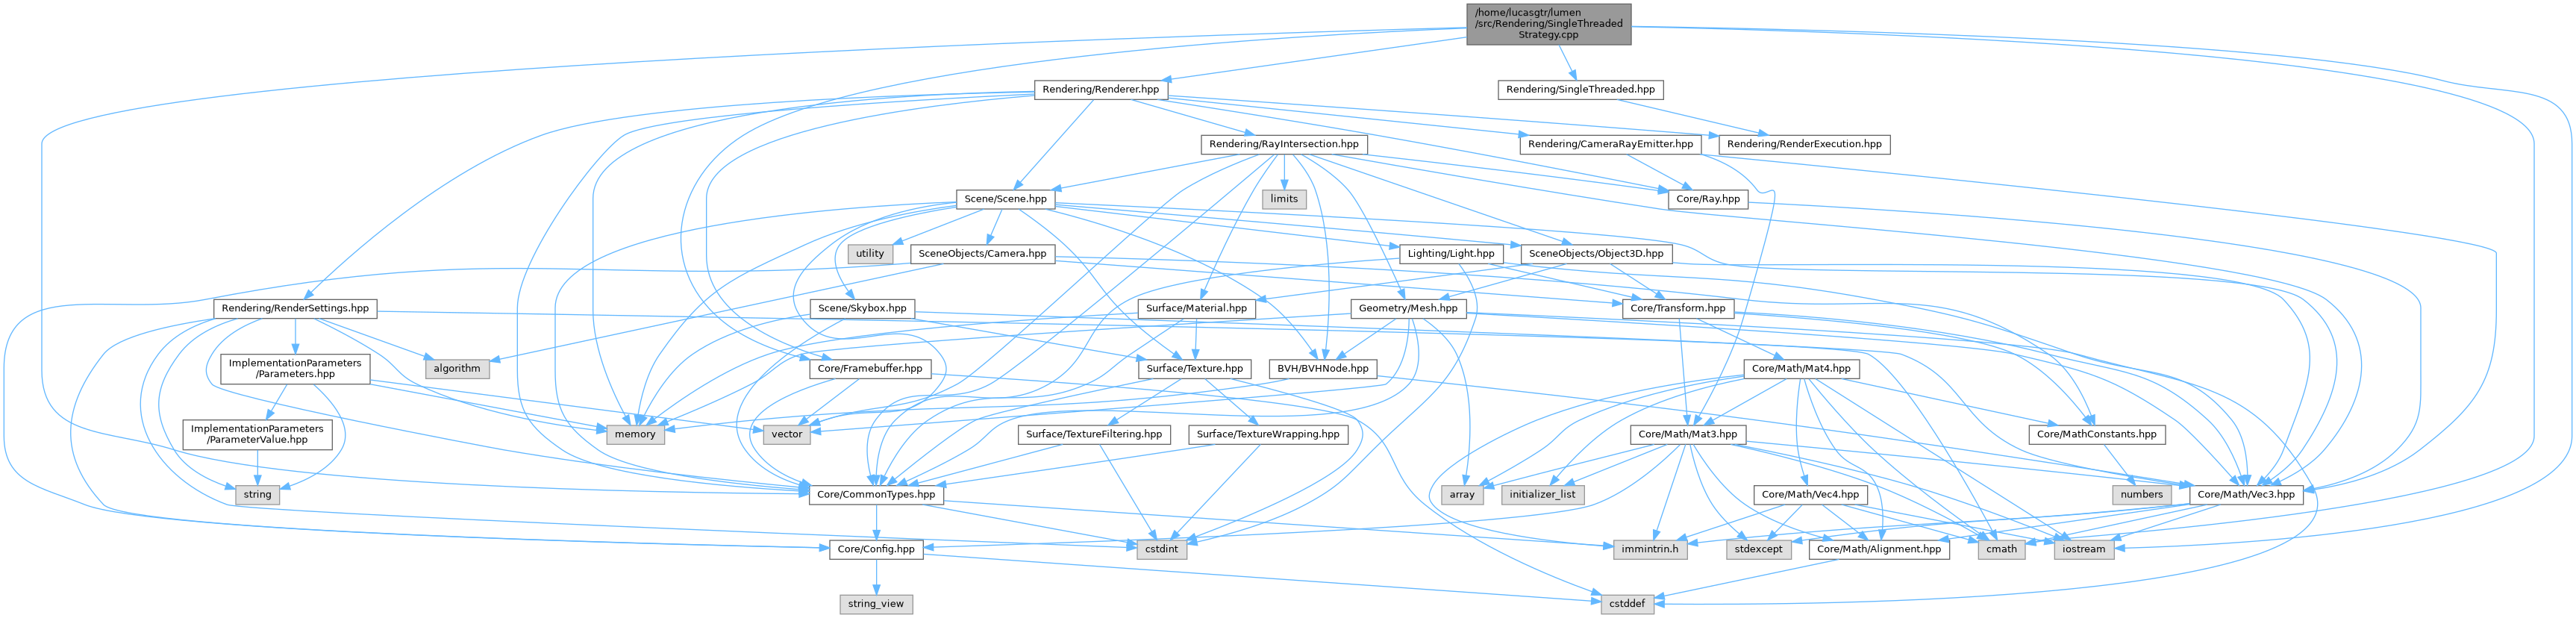 /home/lucasgtr/lumen
/src/Rendering/SingleThreaded
Strategy.cpp
Rendering/Renderer.hpp
Rendering/SingleThreaded.hpp
Rendering/RayIntersection.hpp
Rendering/CameraRayEmitter.hpp
Rendering/RenderExecution.hpp
Scene/Scene.hpp
limits
Core/Ray.hpp
utility
SceneObjects/Camera.hpp
Lighting/Light.hpp
SceneObjects/Object3D.hpp
Rendering/RenderSettings.hpp
Scene/Skybox.hpp
Surface/Material.hpp
Geometry/Mesh.hpp
Core/Transform.hpp
ImplementationParameters
/Parameters.hpp
algorithm
Core/Framebuffer.hpp
Surface/Texture.hpp
BVH/BVHNode.hpp
Core/Math/Mat4.hpp
ImplementationParameters
/ParameterValue.hpp
memory
vector
Surface/TextureFiltering.hpp
Surface/TextureWrapping.hpp
Core/Math/Mat3.hpp
Core/MathConstants.hpp
string
Core/CommonTypes.hpp
array
initializer_list
Core/Math/Vec4.hpp
numbers
Core/Math/Vec3.hpp
Core/Config.hpp
cstdint
immintrin.h
stdexcept
Core/Math/Alignment.hpp
cmath
iostream
string_view
cstddef